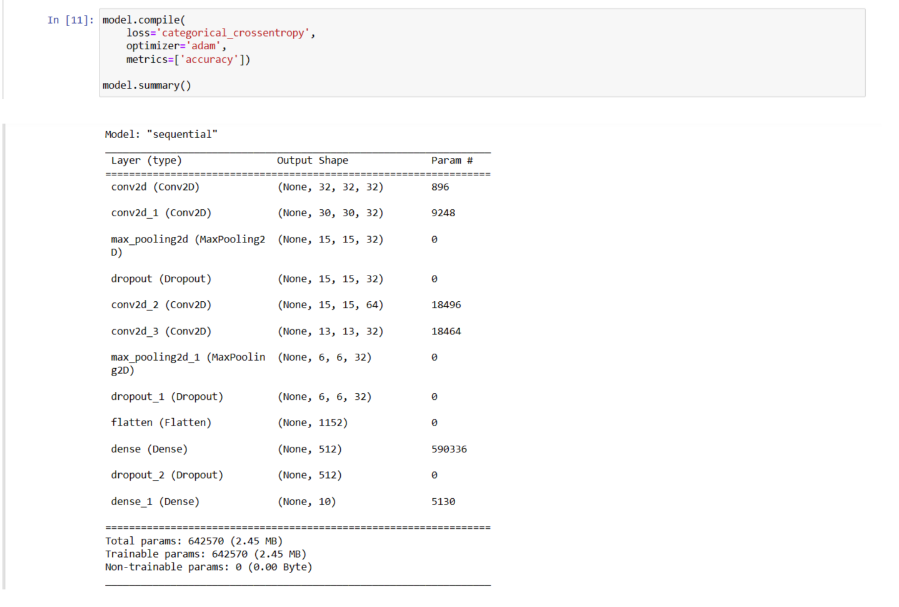 In [11]: model.compile(
loss='categorical_crossentropy',
optimizer='adam',
metrics=['accuracy'])
model.summary()
Model: "sequential"
Layer (type) Output Shape Param #
=================================================================
conv2d (Conv2D) (None, 32, 32, 32) 896
conv2d_1 (Conv2D) (None, 30, 30, 32) 9248
max_pooling2d (MaxPooling2 (None, 15, 15, 32) 0
D)
dropout (Dropout) (None, 15, 15, 32) 0
conv2d_2 (Conv2D) (None, 15, 15, 64) 18496
conv2d_3 (Conv2D) (None, 13, 13, 32) 18464
max_pooling2d_1 (MaxPoolin (None, 6, 6, 32) 0
g2D)
dropout_1 (Dropout) (None, 6, 6, 32) 0
flatten (Flatten) (None, 1152) 0
dense (Dense) (None, 512) 590336
dropout_2 (Dropout) (None, 512) 0
dense_1 (Dense) (None, 10) 5130
=================================================================
Total params: 642570 (2.45 MB)
Trainable params: 642570 (2.45 MB)
Non-trainable params: 0 (0.00 Byte)